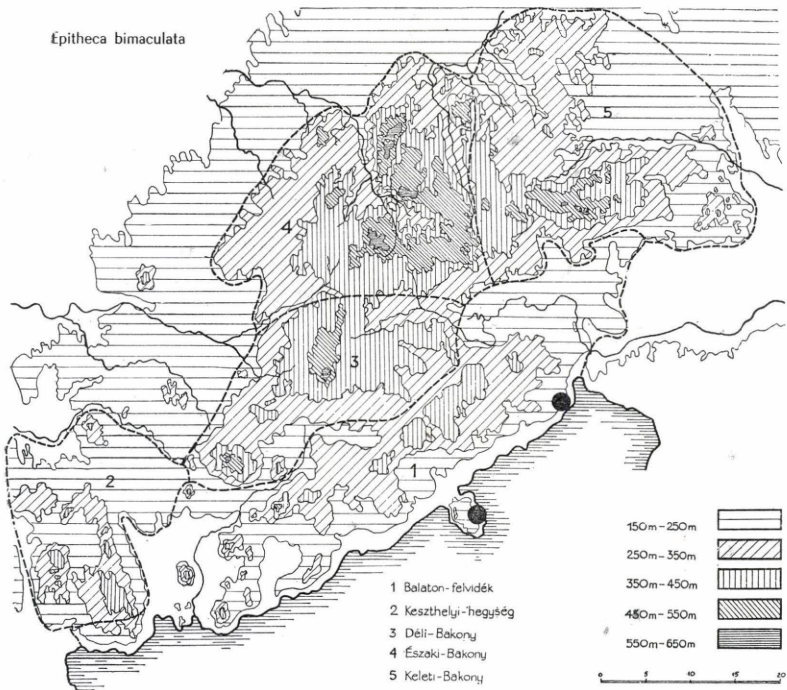 Epitheca bimaculata
5
4
3
2
1
150m-250m
250m-350m
350m-450m
450m-550m
550m-650m
1 Balaton-felvidék
2 Keszthelyi-hegység
3 Déli-Bakony
4 Északi-Bakony
5 Keleti-Bakony
0 5 10 15 20